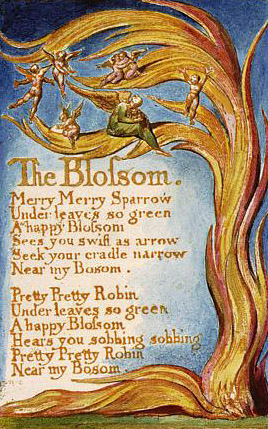 The Blossom.
Merry Merry Sparrow
Under leaves so green
A happy Blossom
Sees you swift as arrow
Seek your cradle narrow
Near my Bosom.
Pretty Pretty Robin
Under leaves so green
A happy Blossom
Hears you sobbing sobbing
Pretty Pretty Robin
Near my Bosom.